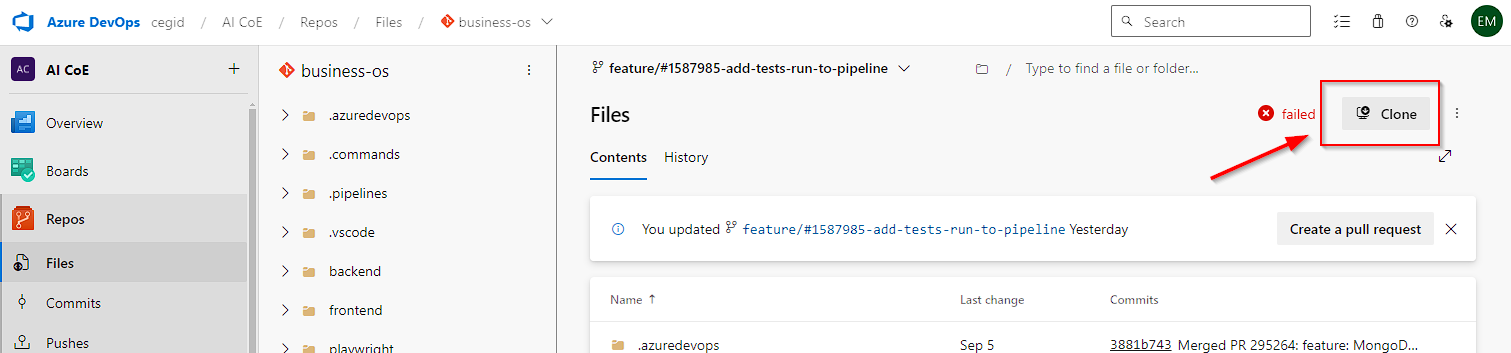 Azure DevOps cegid / AI CoE / Repos / Files / business-os Search EM
AC AI CoE +
Overview
Boards
Repos
Files
Commits
Pushes
business-os
.azuredevops
.commands
.pipelines
.vscode
backend
frontend
playwright
feature/#1587985-add-tests-run-to-pipeline / Type to find a file or folder...
Files failed Clone
Contents History
You updated feature/#1587985-add-tests-run-to-pipeline Yesterday Create a pull request
Name ↑ Last change Commits
.azuredevops Sep 5 3881b743 Merged PR 295264: feature: MongoD...